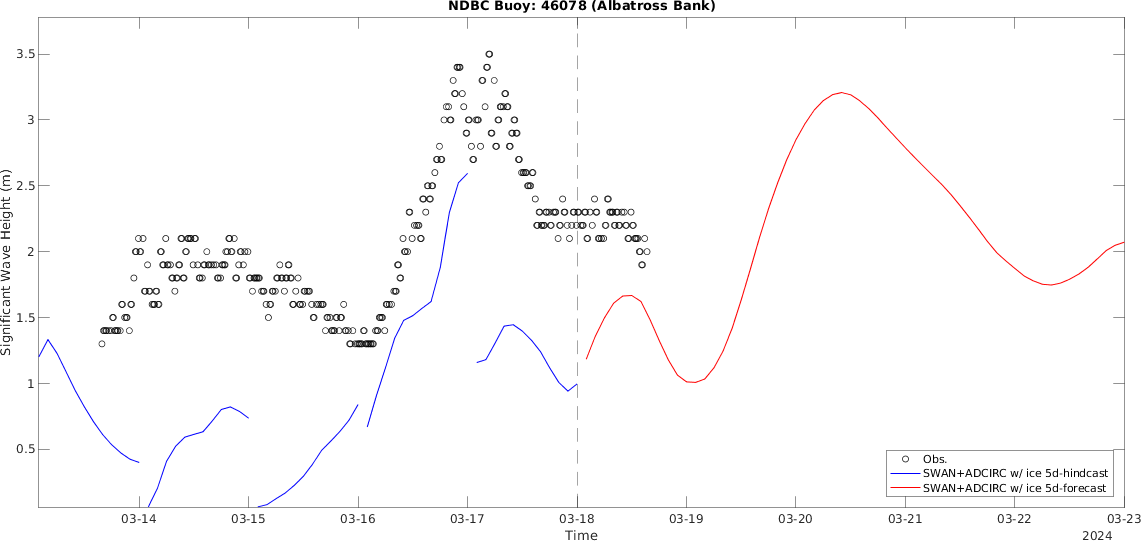 NDBC Buoy: 46078 (Albatross Bank)
3.5
3
2.5
2
1.5
1
0.5
Significant Wave Height (m)
Obs.
SWAN+ADCIRC w/ ice 5d-hindcast
SWAN+ADCIRC w/ ice 5d-forecast
03-14 03-15 03-16 03-17 03-18 03-19 03-20 03-21 03-22 03-23
Time
2024